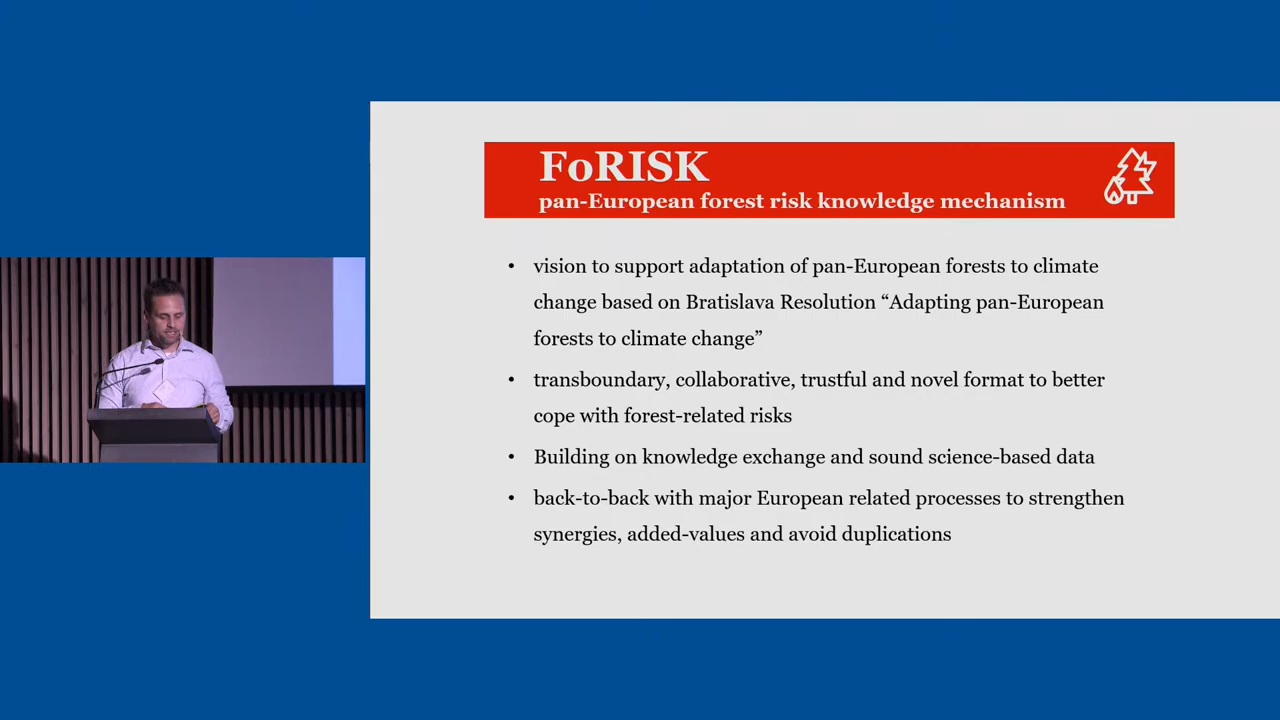 FoRISK
pan-European forest risk knowledge mechanism
• vision to support adaptation of pan-European forests to climate
change based on Bratislava Resolution “Adapting pan-European
forests to climate change”
• transboundary, collaborative, trustful and novel format to better
cope with forest-related risks
• Building on knowledge exchange and sound science-based data
• back-to-back with major European related processes to strengthen
synergies, added-values and avoid duplications